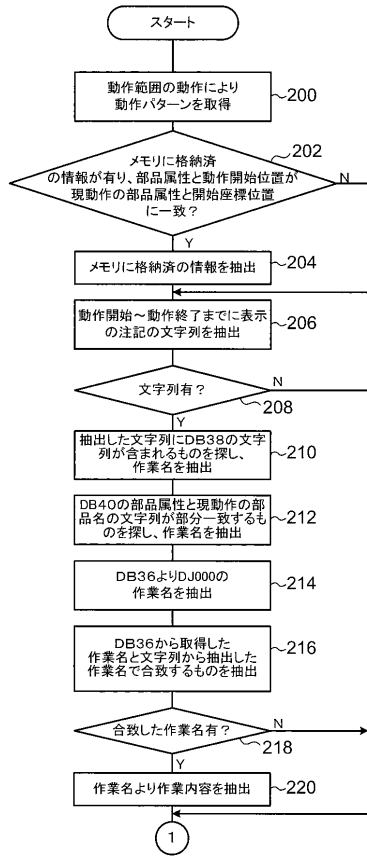 スタート
動作範囲の動作により
動作パターンを取得
200
メモリに格納済
の情報が有り、部品属性と動作開始位置が
現動作の部品属性と開始座標位置
に一致?
202
N
Y
メモリに格納済の情報を抽出
204
動作開始～動作終了までに表示
の注記の文字列を抽出
206
文字列有?
N
208
Y
抽出した文字列にDB38の文字
列が含まれるものを探し、
作業名を抽出
210
DB40の部品属性と現動作の部
品名の文字列が部分一致するも
のを探し、作業名を抽出
212
DB36よりDJ000の
作業名を抽出
214
DB36から取得した
作業名と文字列から抽出した
作業名で合致するものを抽出
216
合致した作業名有?
N
218
Y
作業名より作業内容を抽出
220
1